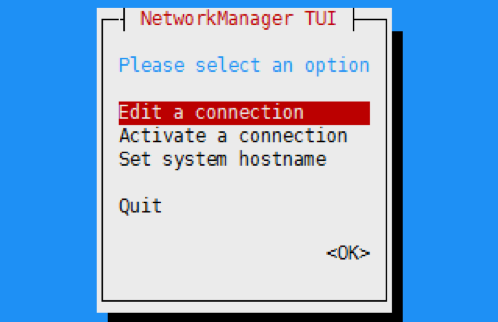 NetworkManager TUI
Please select an option
Edit a connection
Activate a connection
Set system hostname
Quit
<OK>